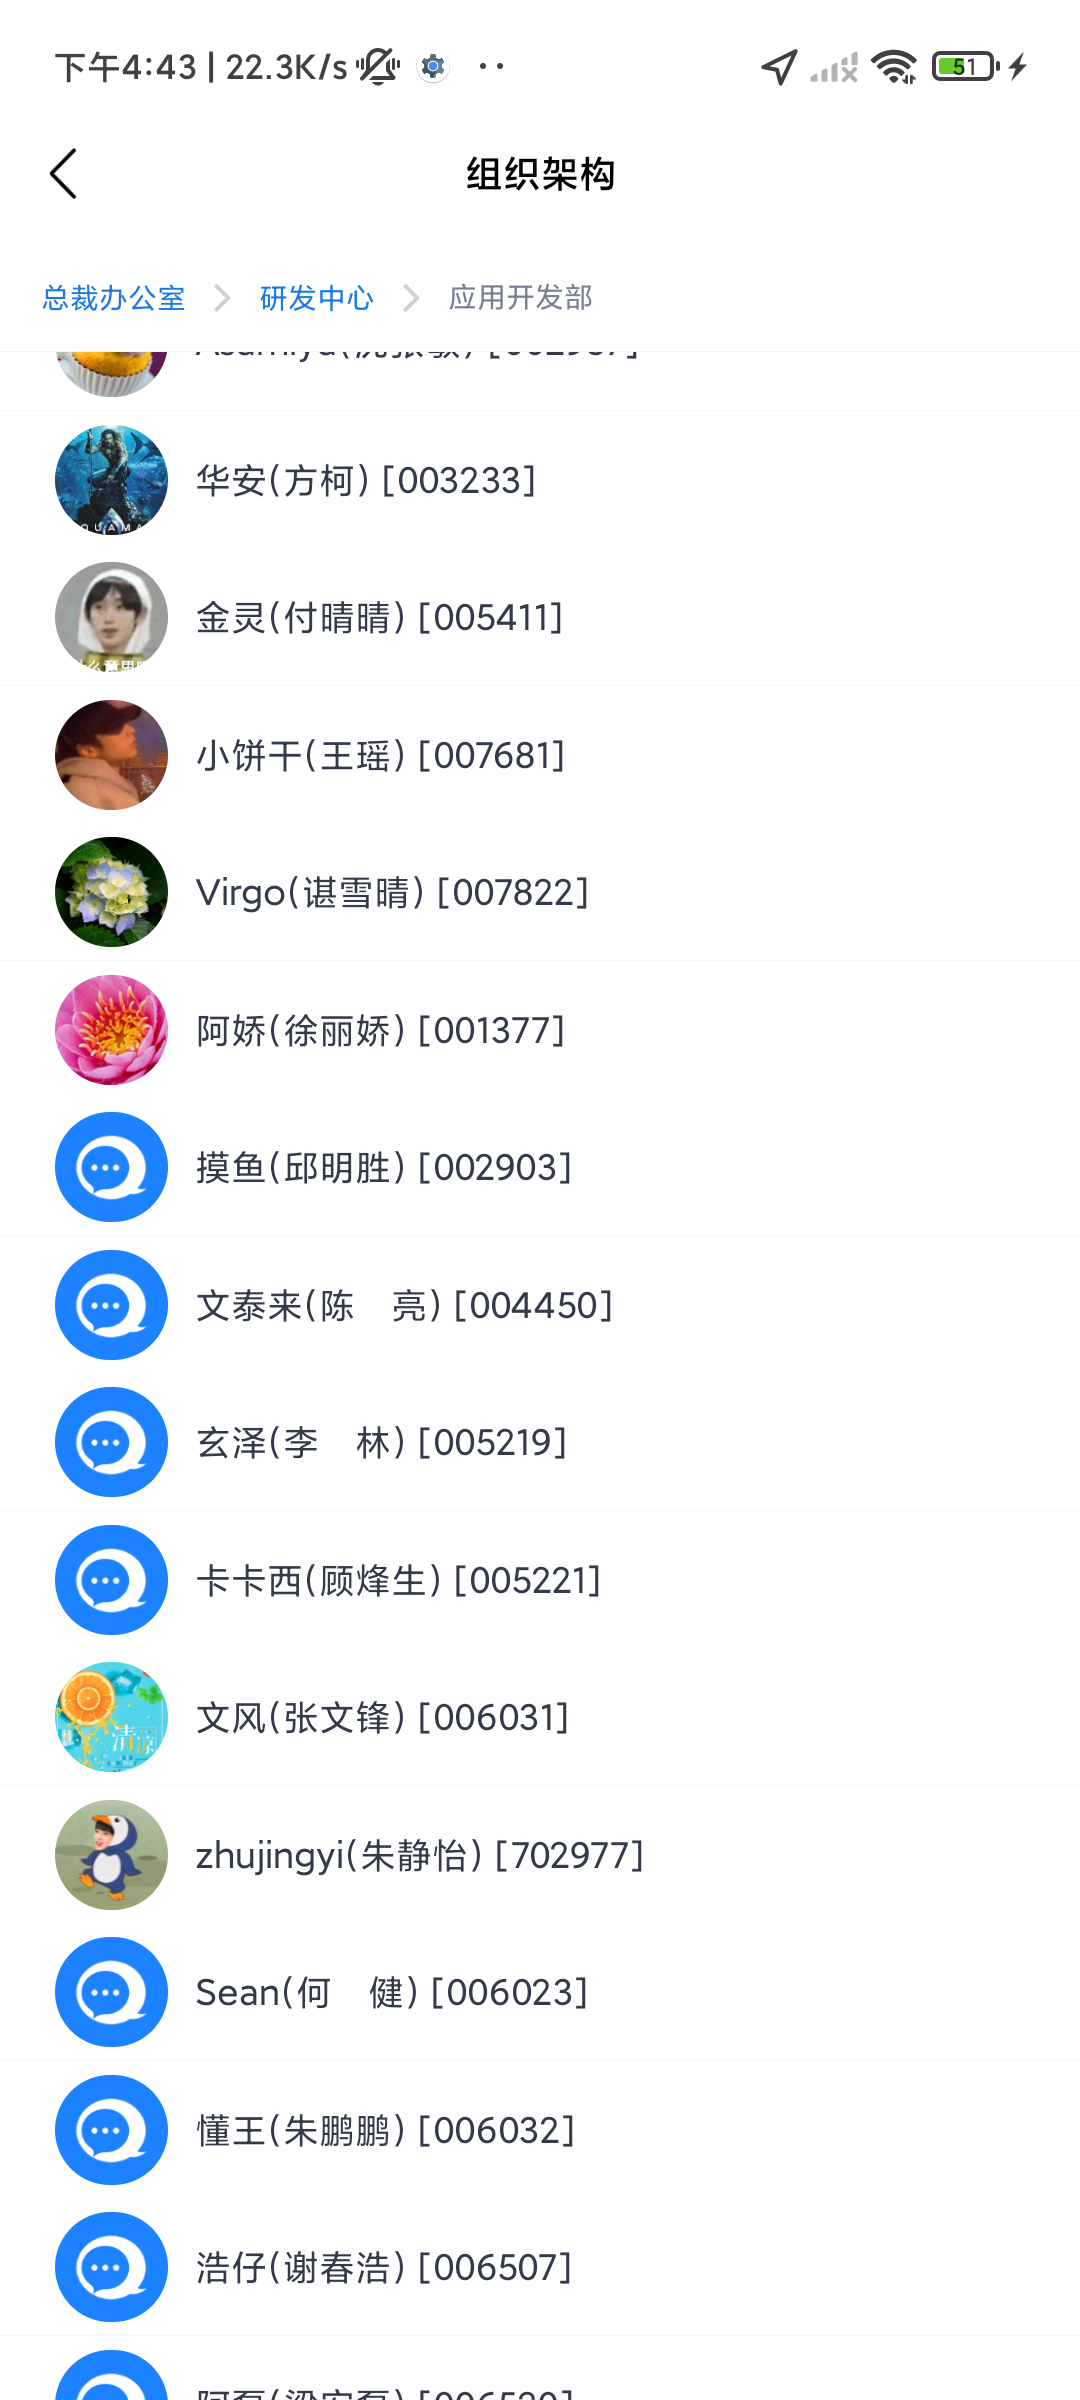 下午4:43 | 22.3K/s
51
组织架构
总裁办公室
研发中心
应用开发部
华安(方柯) [003233]
金灵(付晴晴) [005411]
小饼干(王瑶) [007681]
Virgo(谌雪晴) [007822]
阿娇(徐丽娇) [001377]
摸鱼(邱明胜) [002903]
文泰来(陈　亮) [004450]
玄泽(李　林) [005219]
卡卡西(顾烽生) [005221]
文风(张文锋) [006031]
清凉
zhujingyi(朱静怡) [702977]
Sean(何　健) [006023]
懂王(朱鹏鹏) [006032]
浩仔(谢春浩) [006507]